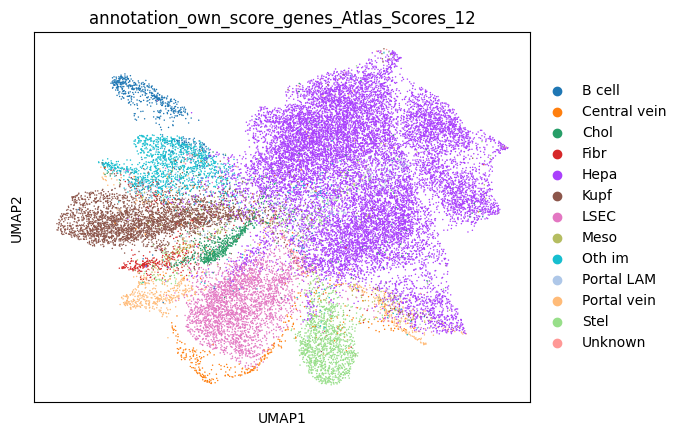 annotation_own_score_genes_Atlas_Scores_12
UMAP2
UMAP1
B cell
Central vein
Chol
Fibr
Hepa
Kupf
LSEC
Meso
Oth im
Portal LAM
Portal vein
Stel
Unknown